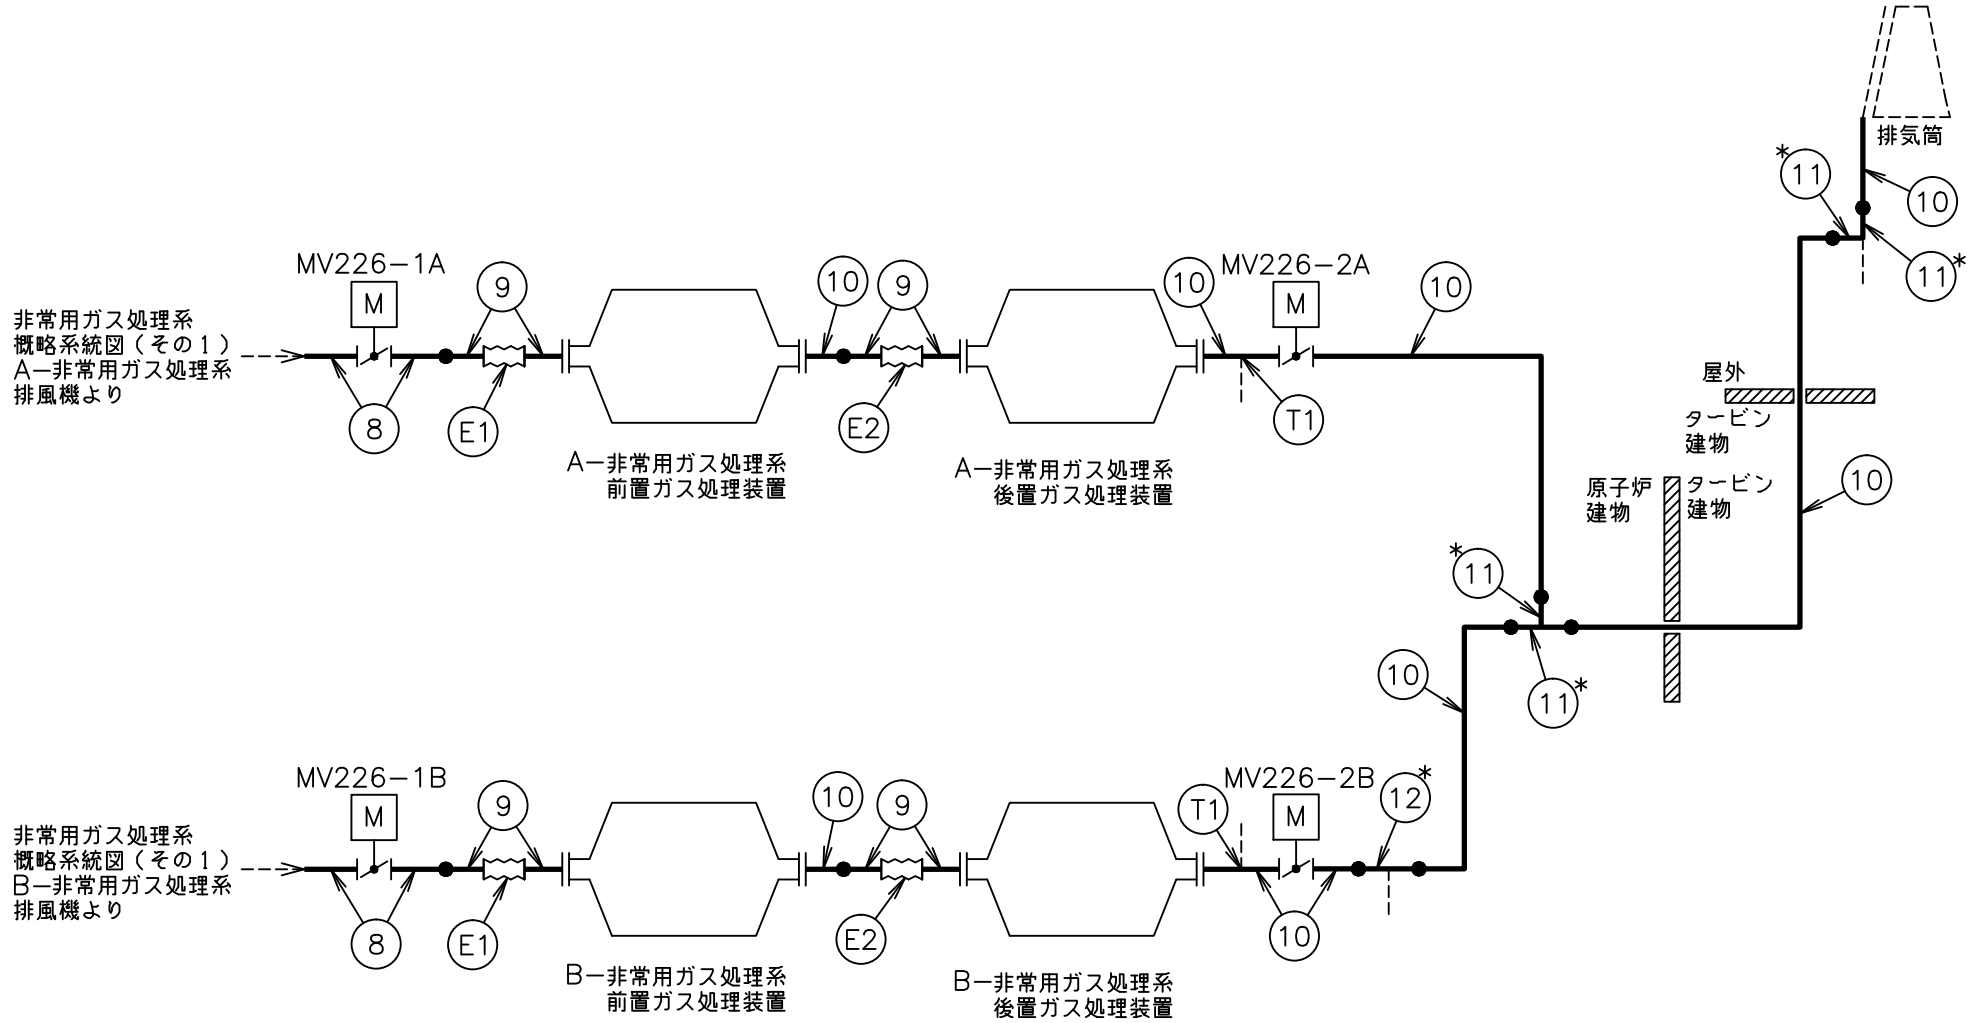 排気筒
*
11
10
11*
MV226-1A
9
10
9
10
MV226-2A
10
M
M
非常用ガス処理系
概略系統図(その1)
A-非常用ガス処理系
排風機より
8
E1
E2
T1
A-非常用ガス処理系
前置ガス処理装置
A-非常用ガス処理系
後置ガス処理装置
屋外
タービン
建物
原子炉
建物
タービン
建物
10
*
11
11*
10
MV226-1B
9
10
9
T1
MV226-2B
12*
M
M
非常用ガス処理系
概略系統図(その1)
B-非常用ガス処理系
排風機より
8
E1
E2
10
B-非常用ガス処理系
前置ガス処理装置
B-非常用ガス処理系
後置ガス処理装置